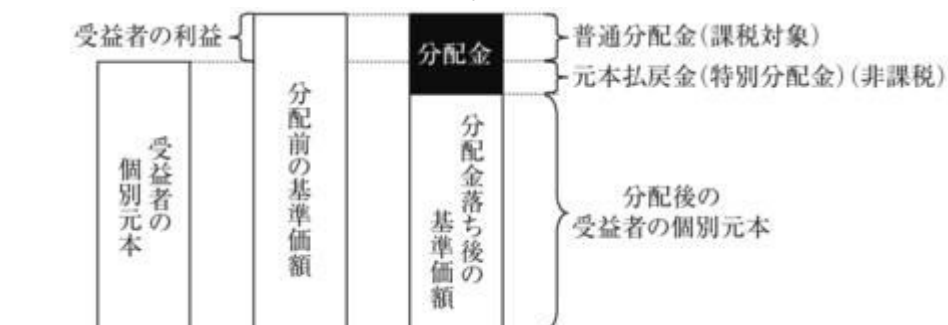 受益者の利益
受益者の
個別元本
分配前の基準価額
分配金
分配金落ち後の
基準価額
普通分配金(課税対象)
元本払戻金(特別分配金)(非課税)
分配後の
受益者の個別元本